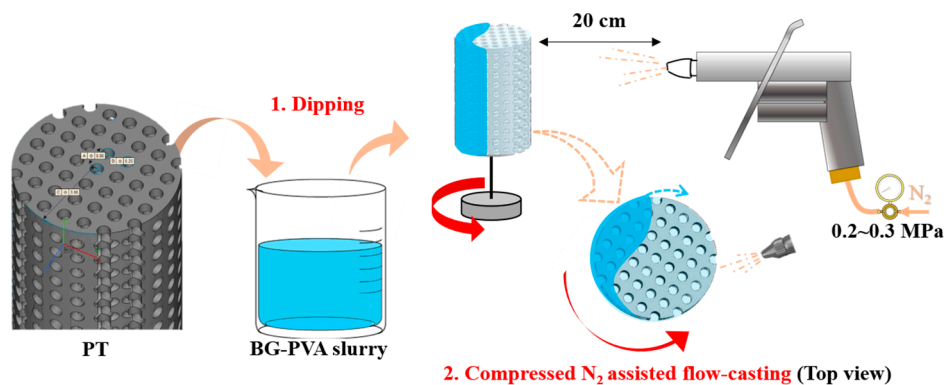 20 cm
1. Dipping
N₂
0.2~0.3 MPa
PT
BG-PVA slurry
2. Compressed N₂ assisted flow-casting (Top view)